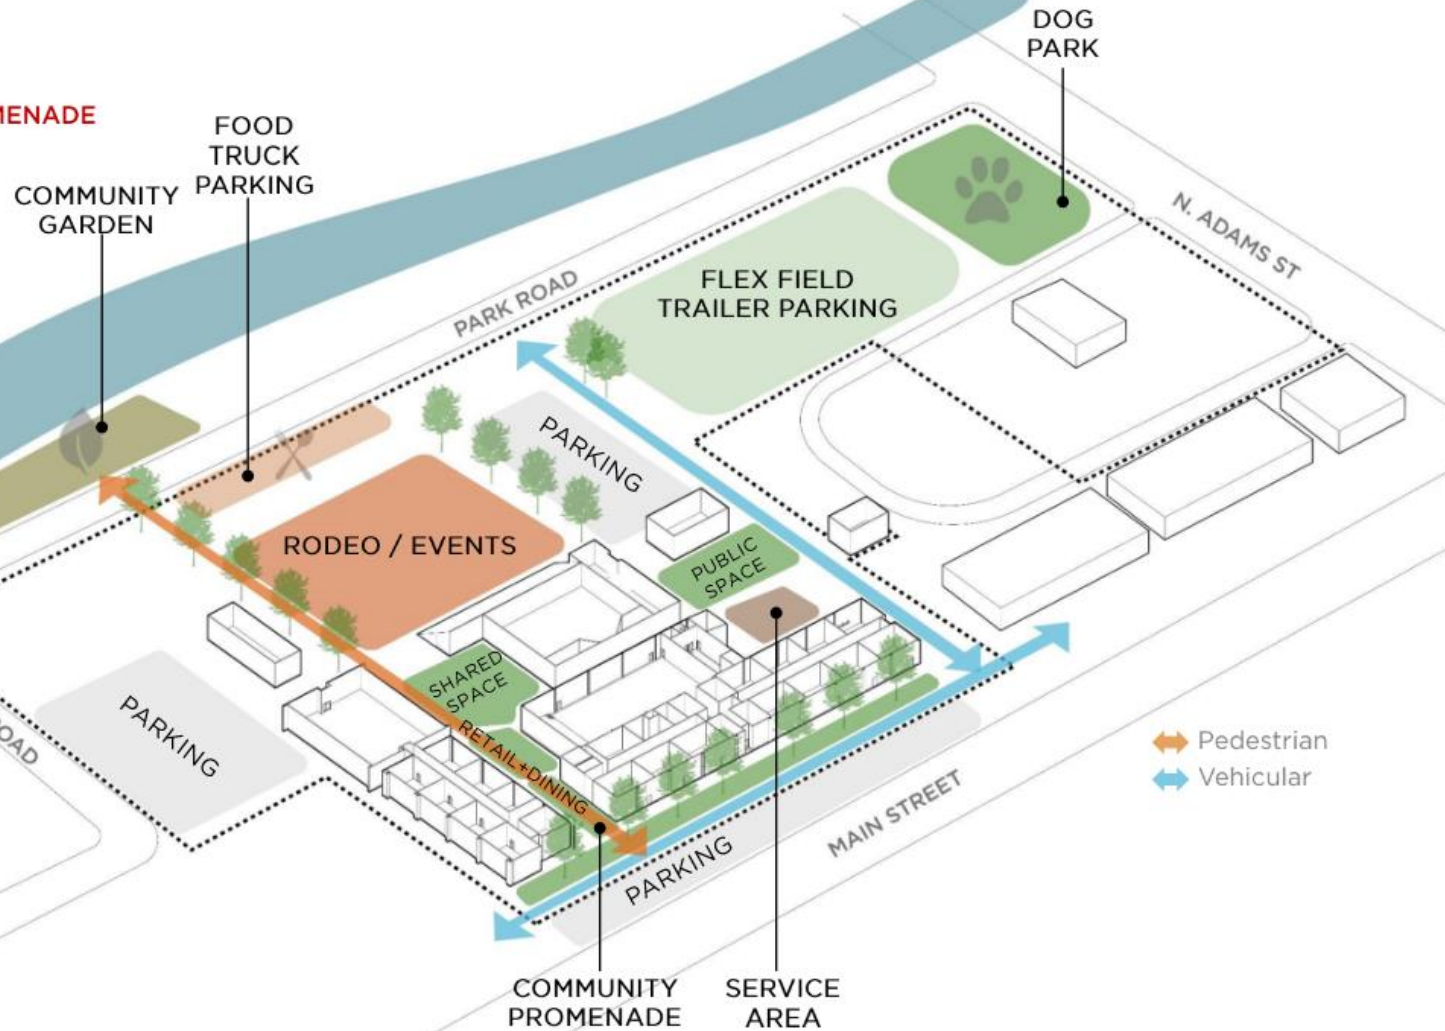 DOG
PARK
MENADE
FOOD
TRUCK
PARKING
COMMUNITY
GARDEN
N. ADAMS ST
FLEX FIELD
TRAILER PARKING
PARK ROAD
PARKING
RODEO / EVENTS
PUBLIC
SPACE
SHARED
SPACE
PARKING
OAD
RETAIL+DINING
Pedestrian
Vehicular
MAIN STREET
PARKING
COMMUNITY
PROMENADE
SERVICE
AREA